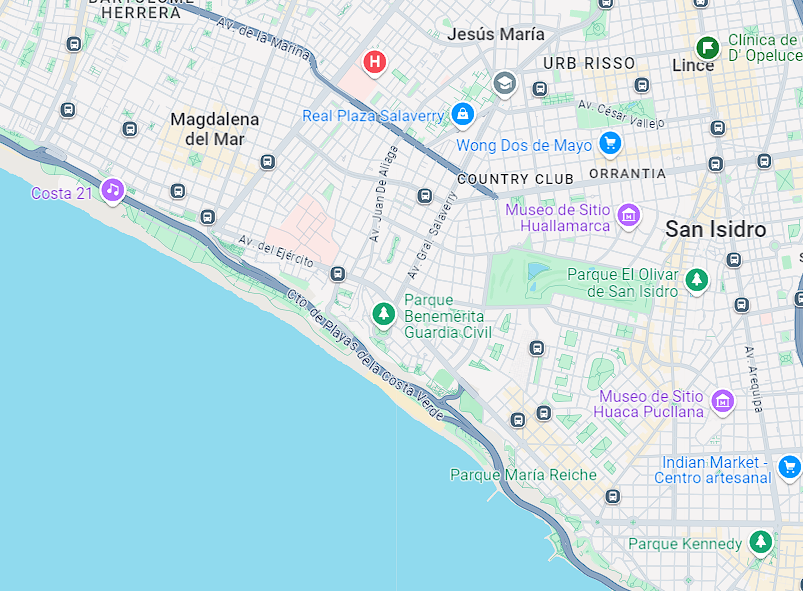 BARTOLOMÉ
HERRERA
Av. de la Marina
Jesús María
H
URB RISSO
Lince
Clínica de
D' Opeluce
Magdalena
del Mar
Real Plaza Salaverry
Av. César Vallejo
Wong Dos de Mayo
COUNTRY CLUB
ORRANTIA
Costa 21
Av. Juan De Aliaga
Av. Gral. Salaverry
Museo de Sitio
Huallamarca
San Isidro
Av. del Ejército
Parque El Olivar
de San Isidro
S
Cto. de Playas de la Costa Verde
Parque
Benemérita
Guardia Civil
Av. Arequipa
Museo de Sitio
Huaca Pucllana
Indian Market -
Centro artesanal
Parque María Reiche
Parque Kennedy